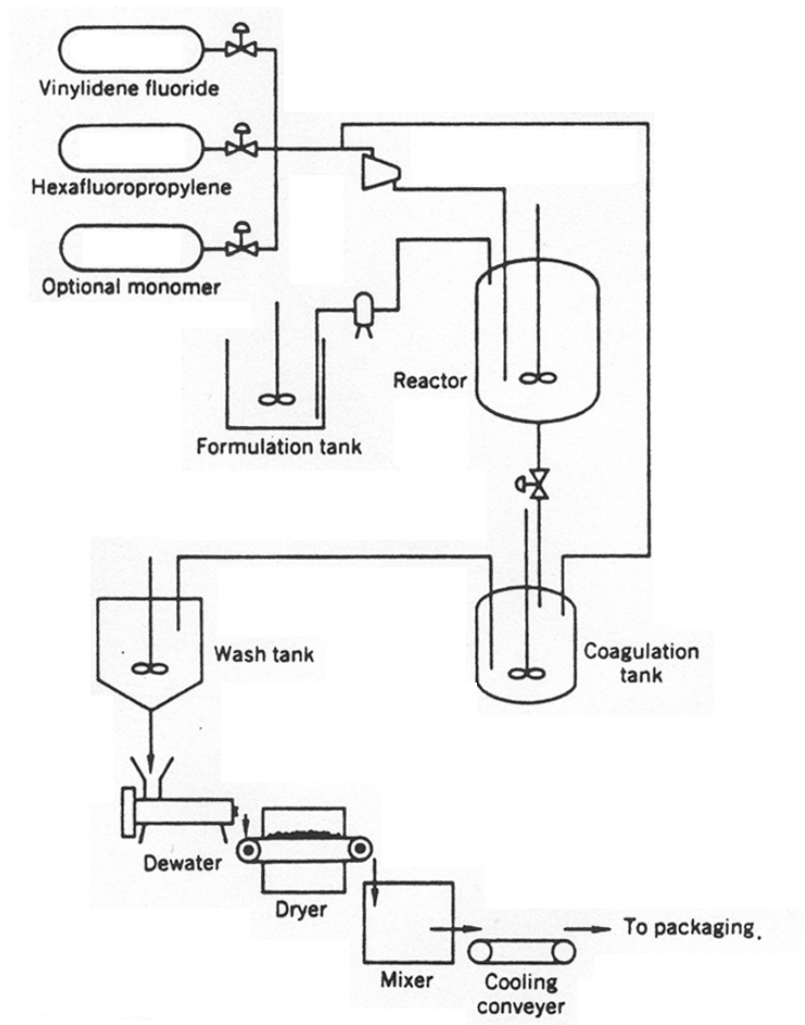 Vinylidene fluoride
Hexafluoropropylene
Optional monomer
Reactor
Formulation tank
Wash tank
Coagulation
tank
Dewater
Dryer
To packaging.
Mixer
Cooling
conveyer